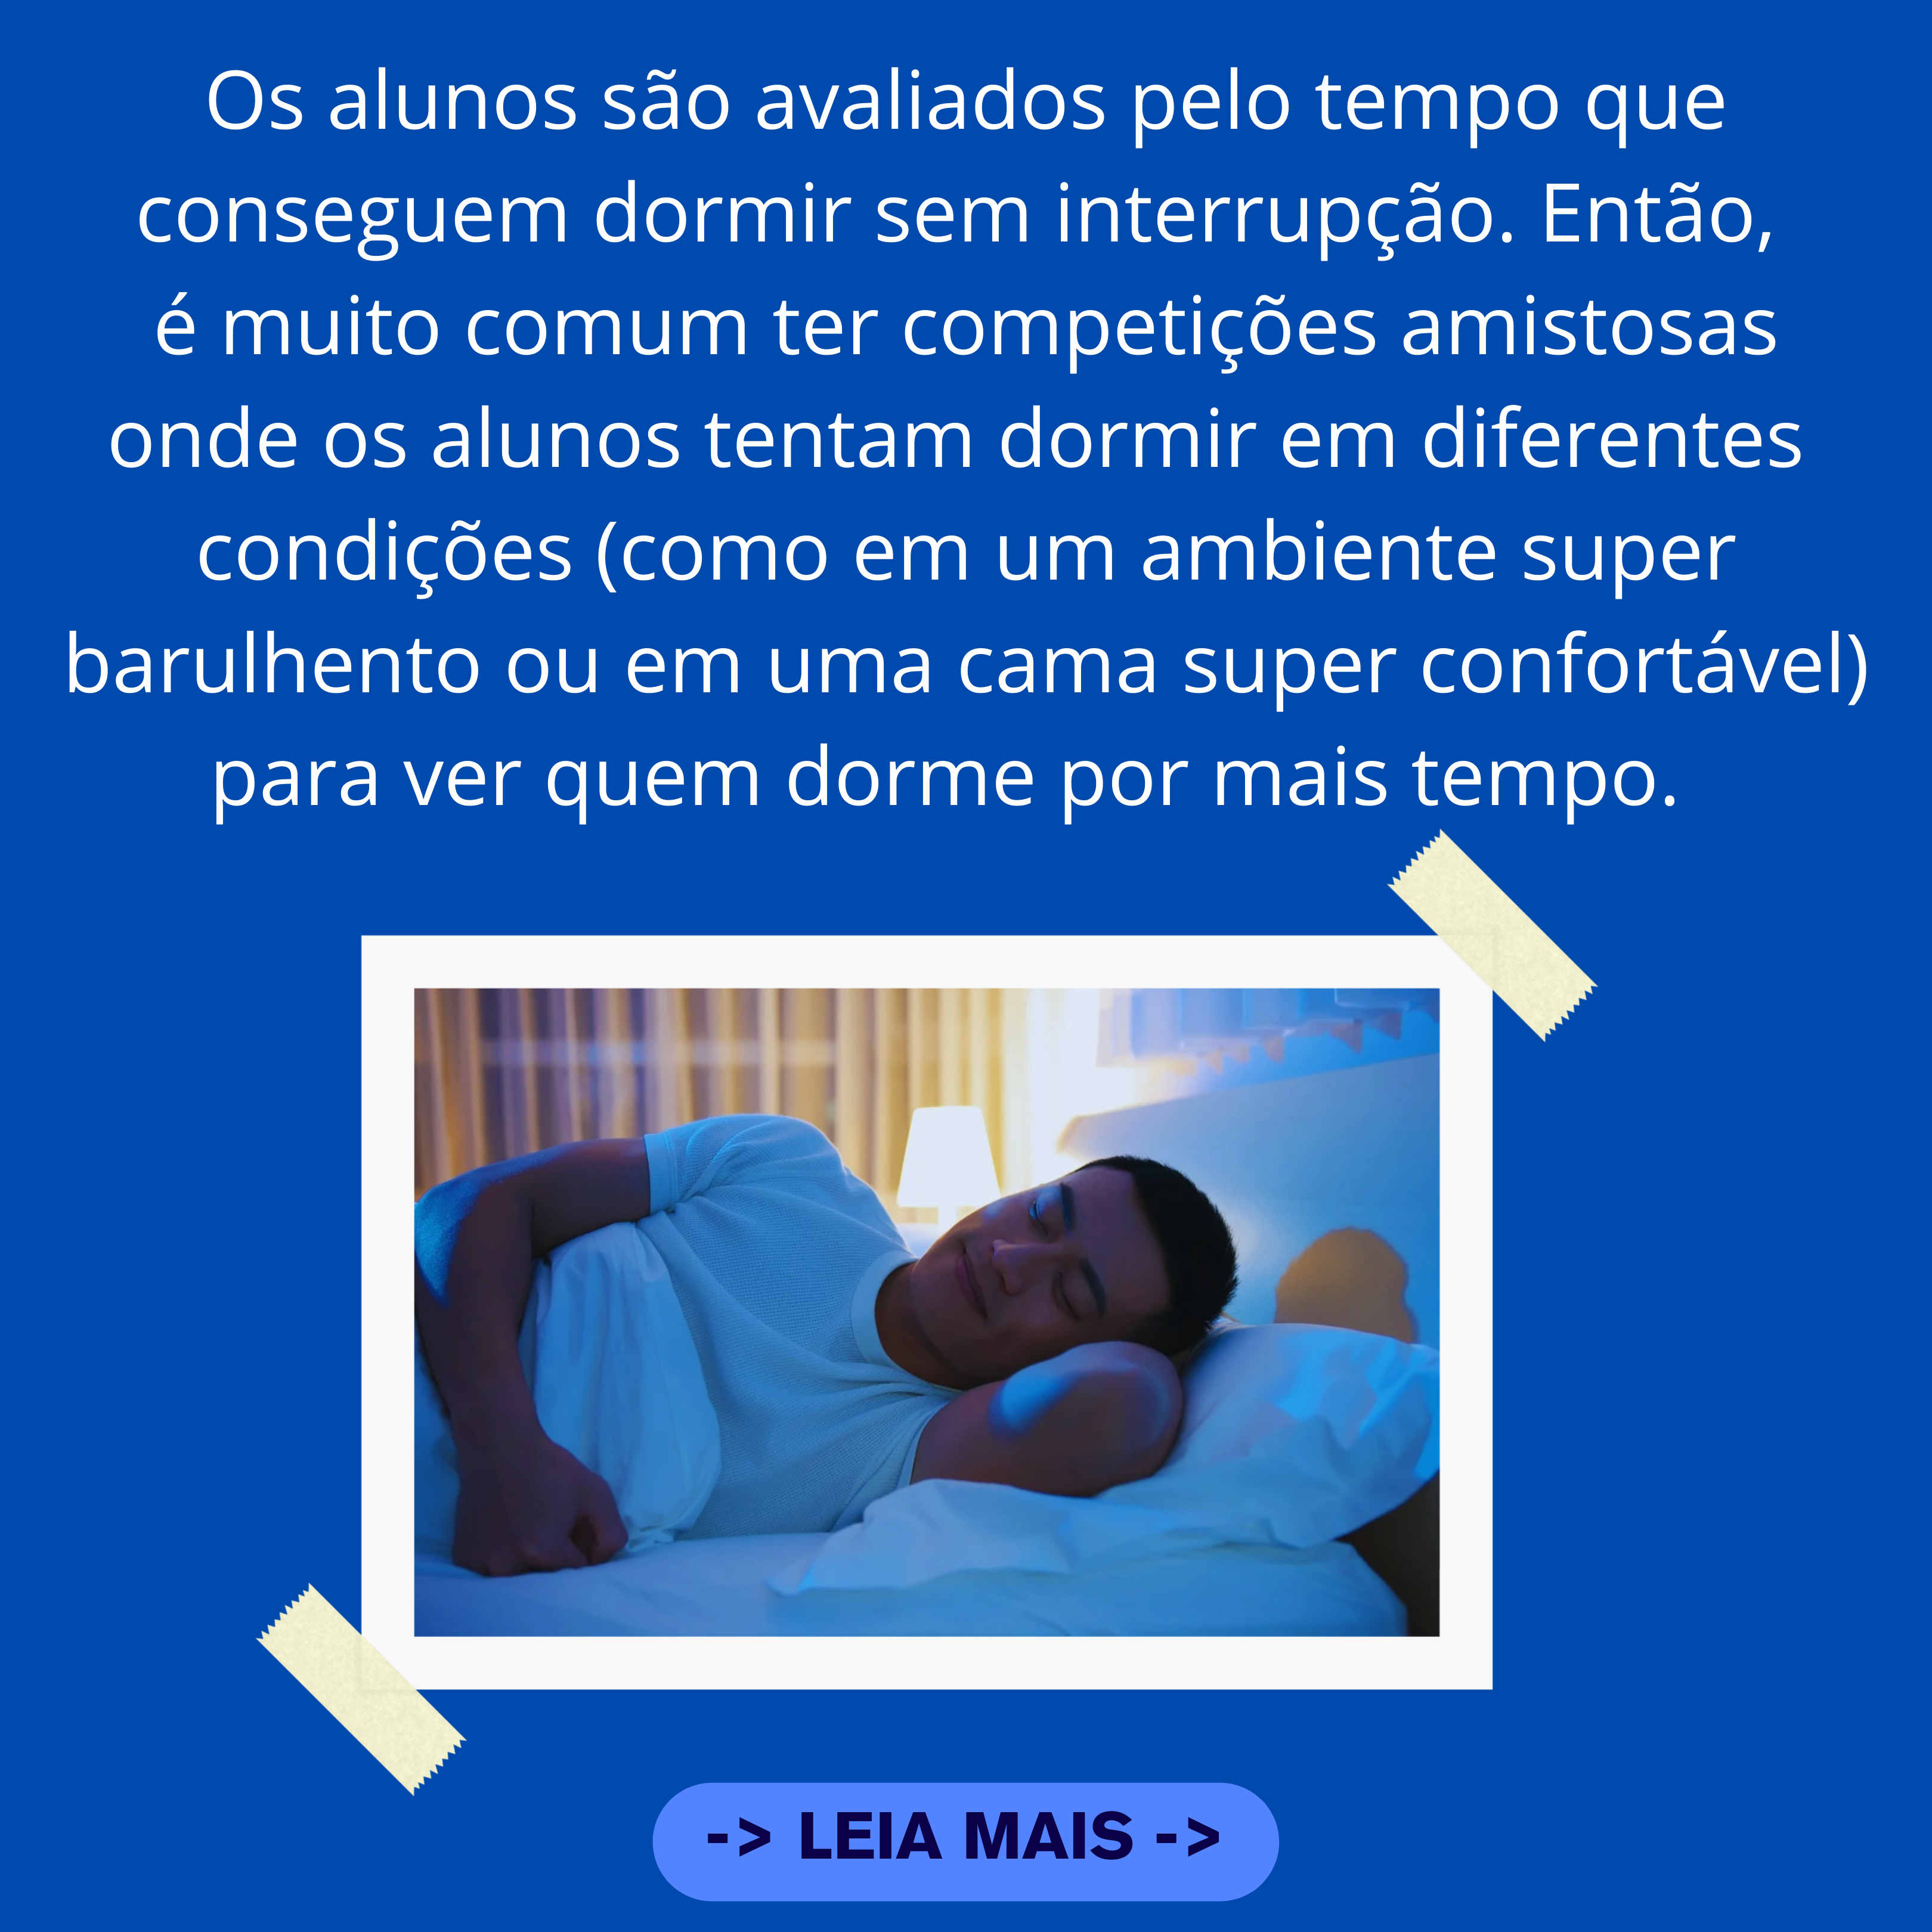 Os alunos são avaliados pelo tempo que
conseguem dormir sem interrupção. Então,
é muito comum ter competições amistosas
onde os alunos tentam dormir em diferentes
condições (como em um ambiente super
barulhento ou em uma cama super confortável)
para ver quem dorme por mais tempo.
-> LEIA MAIS ->